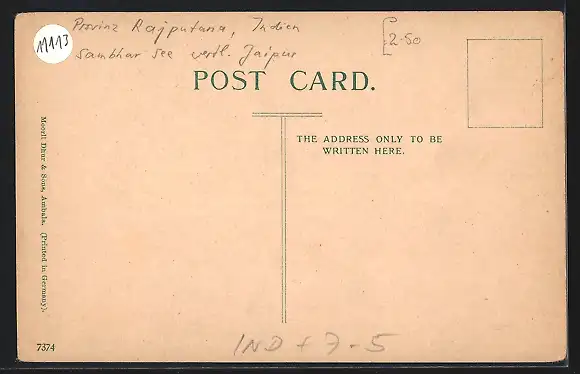 Provinz Rajputana, Indien
11113
Sambhar See westl. Jaipur
[2.50
POST CARD.
THE ADDRESS ONLY TO BE
WRITTEN HERE.
Moorli Dhur & Sons, Ambala. (Printed in Germany).
7374
IND + 7-5